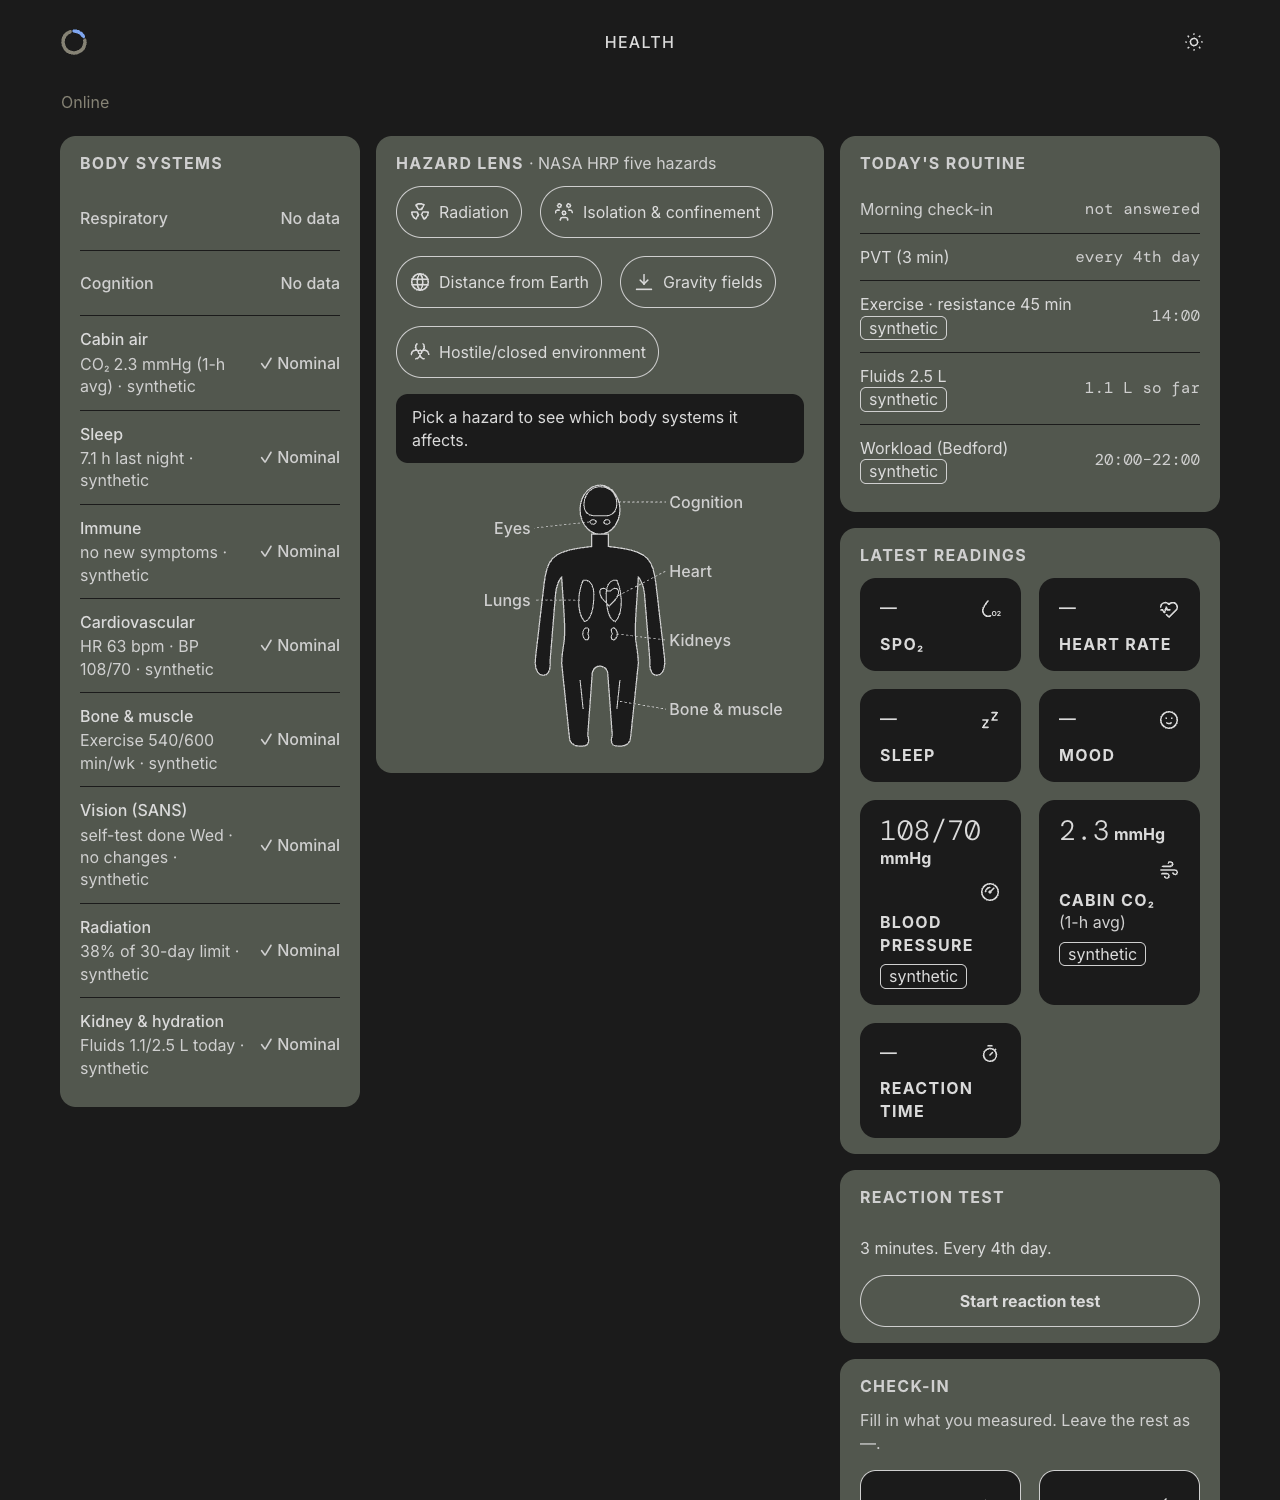 HEALTH
Online
BODY SYSTEMS
Respiratory No data
Cognition No data
Cabin air
CO₂ 2.3 mmHg (1-h
avg) · synthetic
✓ Nominal
Sleep
7.1 h last night ·
synthetic
✓ Nominal
Immune
no new symptoms ·
synthetic
✓ Nominal
Cardiovascular
HR 63 bpm · BP
108/70 · synthetic
✓ Nominal
Bone & muscle
Exercise 540/600
min/wk · synthetic
✓ Nominal
Vision (SANS)
self-test done Wed ·
no changes ·
synthetic
✓ Nominal
Radiation
38% of 30-day limit ·
synthetic
✓ Nominal
Kidney & hydration
Fluids 1.1/2.5 L today ·
synthetic
✓ Nominal
HAZARD LENS · NASA HRP five hazards
Radiation
Isolation & confinement
Distance from Earth
Gravity fields
Hostile/closed environment
Pick a hazard to see which body systems it
affects.
Cognition
Eyes
Heart
Lungs
Kidneys
Bone & muscle
TODAY'S ROUTINE
Morning check-in not answered
PVT (3 min) every 4th day
Exercise · resistance 45 min
synthetic
14:00
Fluids 2.5 L
synthetic
1.1 L so far
Workload (Bedford)
synthetic
20:00–22:00
LATEST READINGS
—
O2
SPO₂
—
HEART RATE
—
zZ
SLEEP
—
MOOD
108/70
mmHg
BLOOD
PRESSURE
synthetic
2.3 mmHg
CABIN CO₂
(1-h avg)
synthetic
—
REACTION
TIME
REACTION TEST
3 minutes. Every 4th day.
Start reaction test
CHECK-IN
Fill in what you measured. Leave the rest as
—.